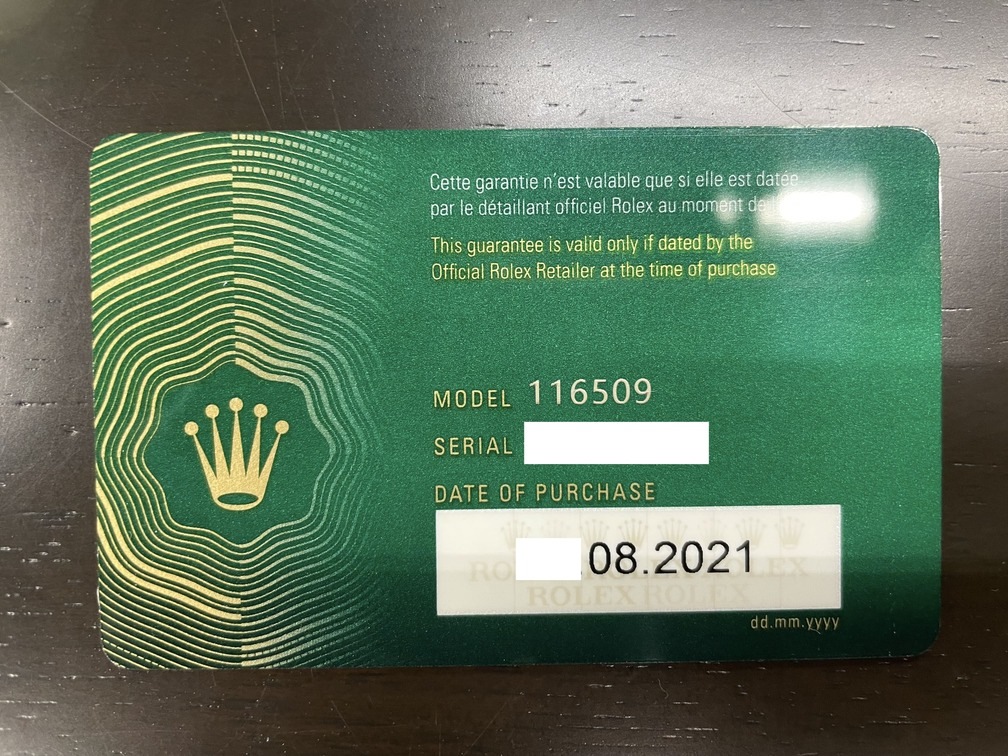 Cette garantie n'est valable que si elle est datée
par le détaillant officiel Rolex au moment de
This guarantee is valid only if dated by the
Official Rolex Retailer at the time of purchase
MODEL 116509
SERIAL
DATE OF PURCHASE
.08.2021
ROLEX ROLEX
dd.mm.yyyy